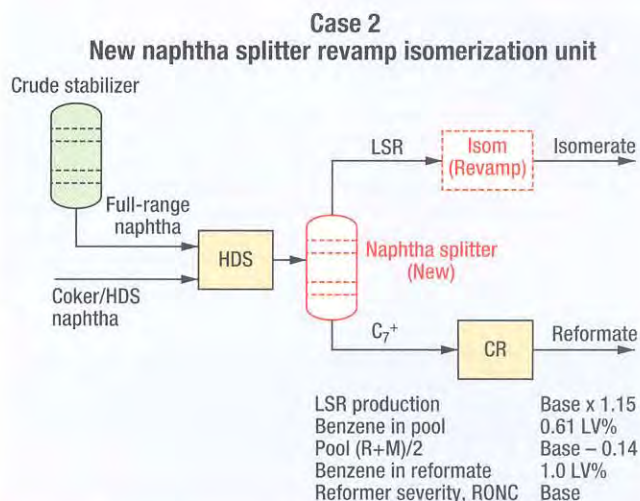 Case 2
New naphtha splitter revamp isomerization unit
Crude stabilizer
LSR
Isom
(Revamp)
Isomerate
Full-range
naphtha
HDS
Naphtha splitter
(New)
Coker/HDS
naphtha
C₇⁺
CR
Reformate
LSR production Base x 1.15
Benzene in pool 0.61 LV%
Pool (R+M)/2 Base – 0.14
Benzene in reformate 1.0 LV%
Reformer severity, RONC Base